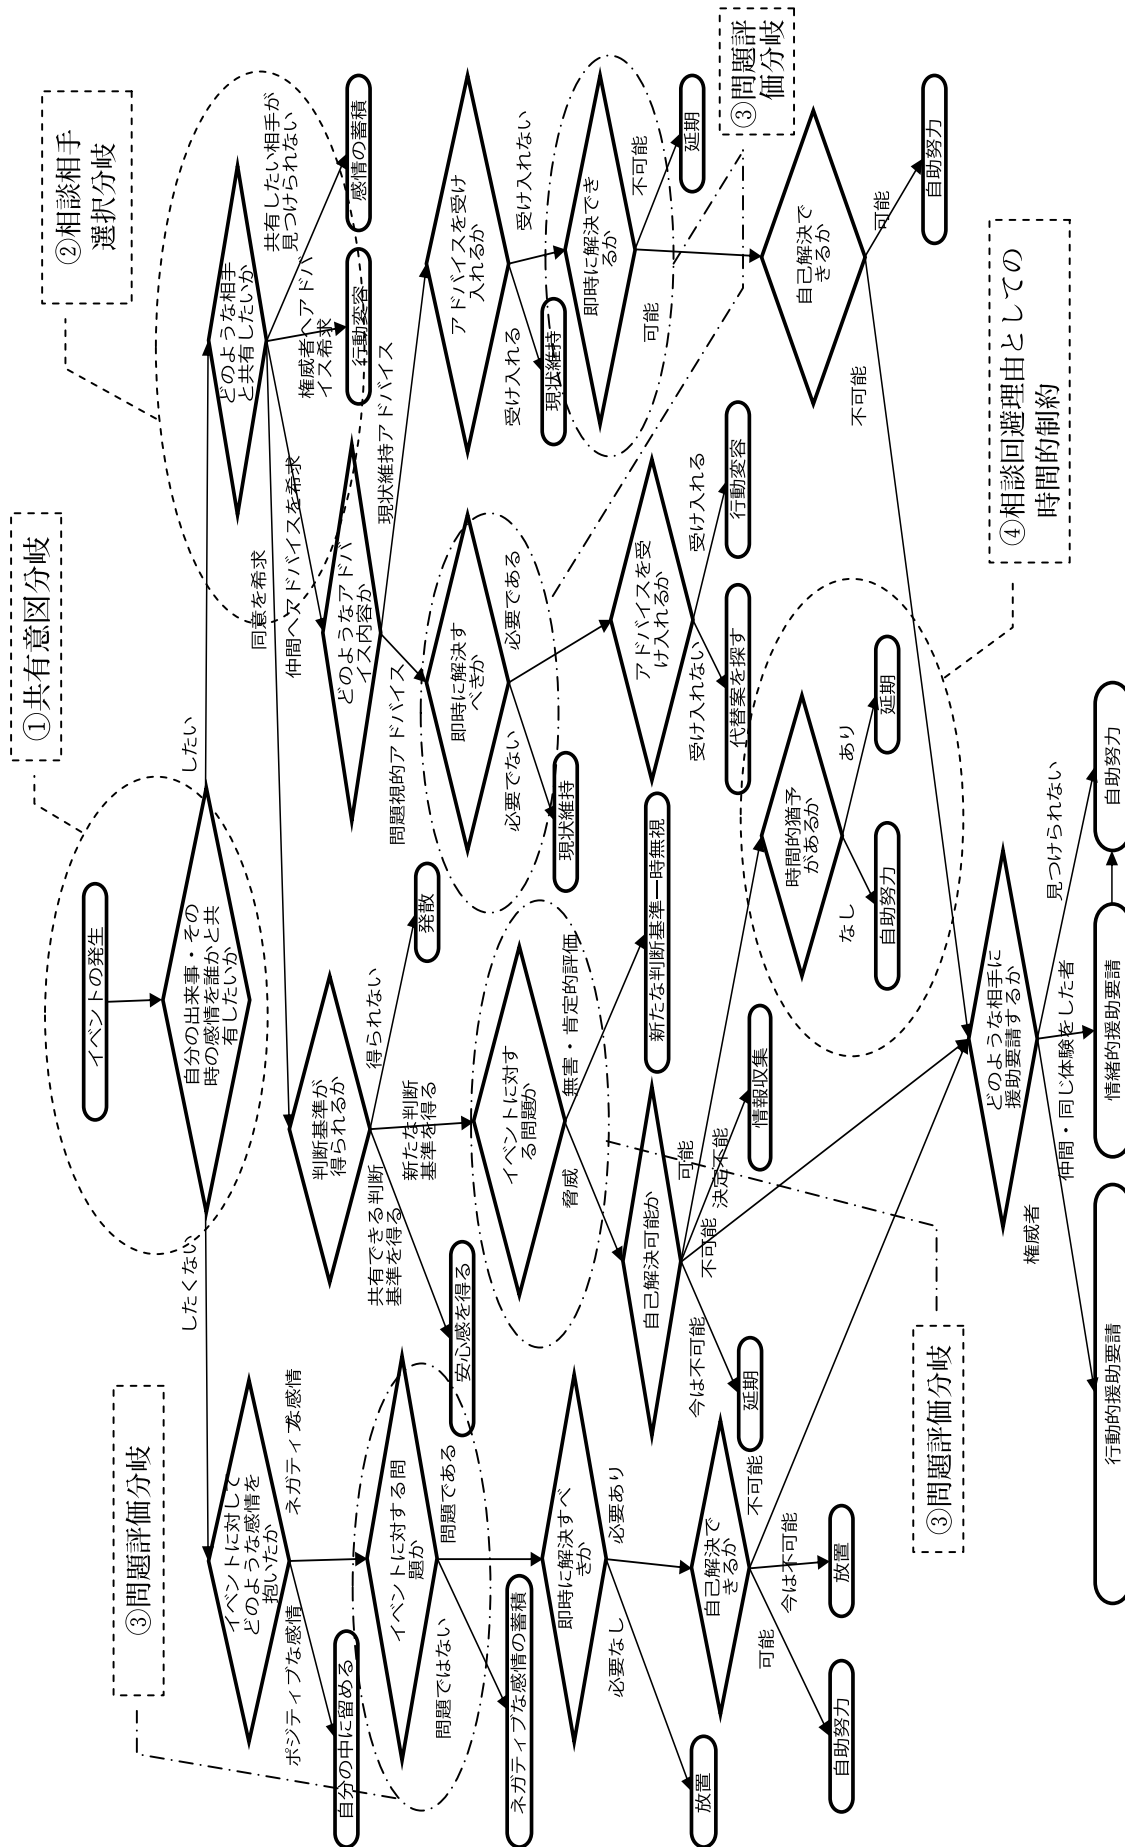 ①共有意図分岐
②相談相手
選択分岐
③問題評価分岐
③問題評
価分岐
④相談回避理由としての
時間的制約
③問題評価分岐
イベントの発生
自分の出来事・その
時の感情を誰かと共
有したいか
したくない
したい
イベントに対して
どのような感情を
抱いたか
ポジティブな感情
ネガティブな感情
自分の中に留める
イベントに対する問
題か
問題ではない
問題である
ネガティブな感情の蓄積
即時に解決すべ
きか
必要なし
必要あり
放置
自己解決で
きるか
可能
今は不可能
不可能
自助努力
放置
どのような相手
と共有したいか
同意を希求
仲間へアドバイスを希求
権威者へアドバ
イス希求
共有したい相手が
見つけられない
行動変容
感情の蓄積
判断基準が
得られるか
共有できる判断
基準を得る
新たな判断
基準を得る
得られない
安心感を得る
発散
イベントに対す
る問題か
脅威
無害・肯定的評価
新たな判断基準一時無視
自己解決可能か
今は不可能
不可能
決定不能
可能
延期
情報収集
時間的猶予
があるか
なし
あり
自助努力
延期
どのようなアドバ
イス内容か
問題視的アドバイス
現状維持アドバイス
即時に解決す
べきか
必要でない
必要である
現状維持
アドバイスを受
け入れるか
受け入れない
受け入れる
代替案を探す
行動変容
アドバイスを受け
入れるか
受け入れる
受け入れない
現状維持
即時に解決でき
るか
可能
不可能
延期
自己解決で
きるか
不可能
可能
自助努力
どのような相手に
援助要請するか
権威者
仲間・同じ体験をした者
見つけられない
行動的援助要請
情緒的援助要請
自助努力